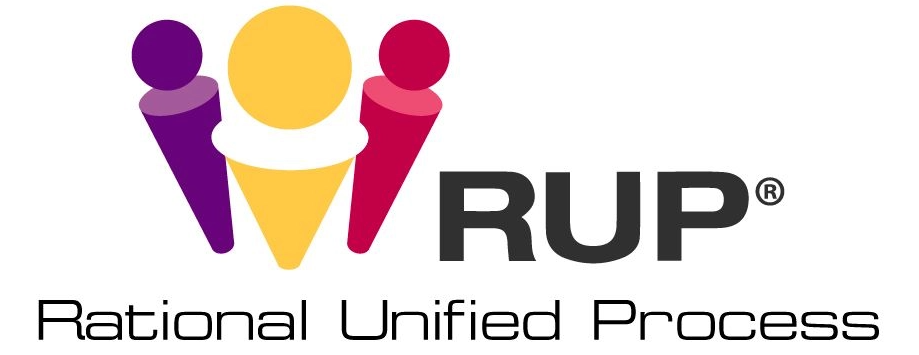 RUP®
Rational Unified Process